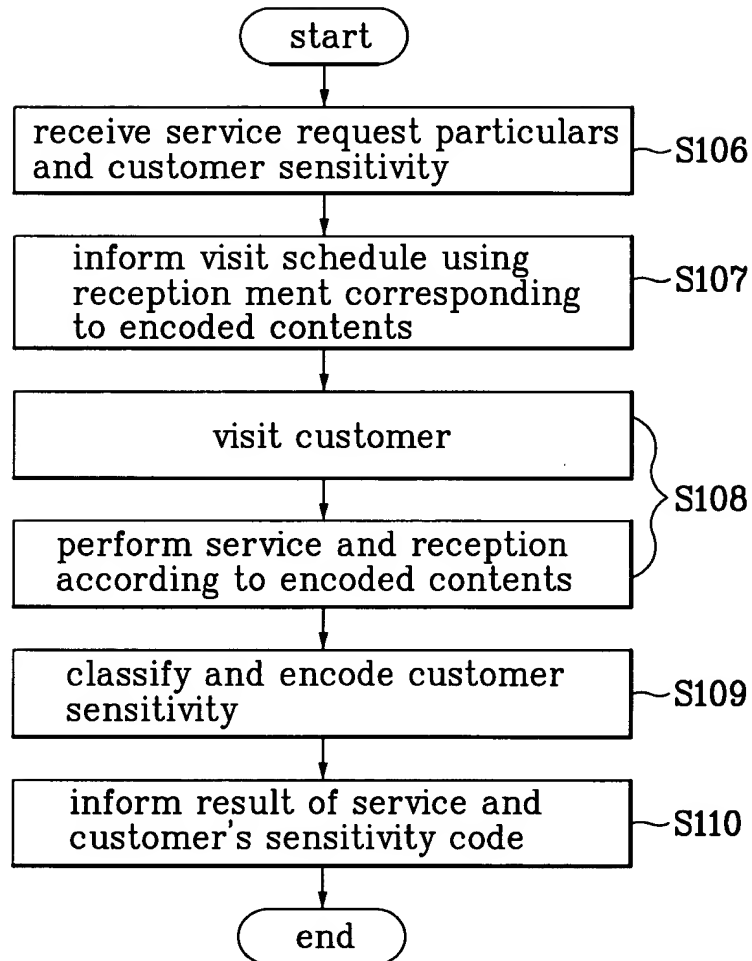 start
receive service request particulars
and customer sensitivity
S106
inform visit schedule using
reception ment corresponding
to encoded contents
S107
visit customer
S108
perform service and reception
according to encoded contents
classify and encode customer
sensitivity
S109
inform result of service and
customer's sensitivity code
S110
end